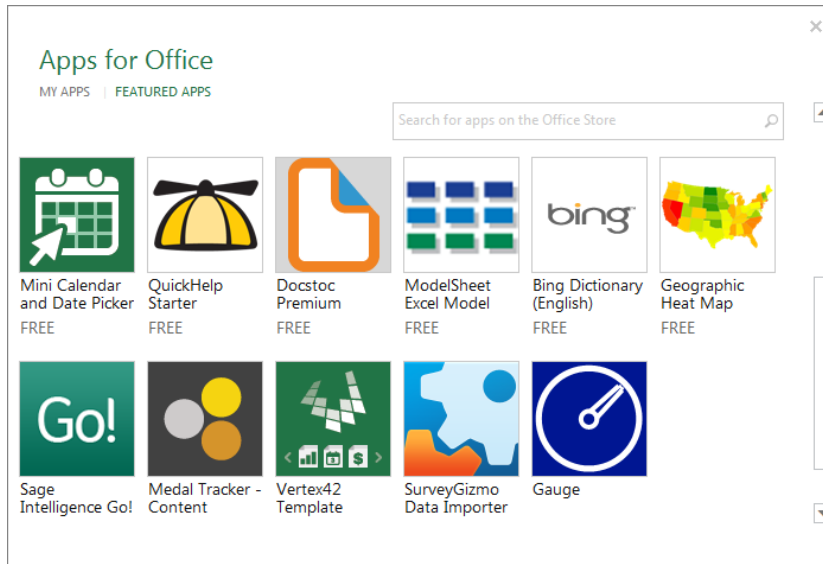 Apps for Office
MY APPS | FEATURED APPS
Search for apps on the Office Store
bing™
Mini Calendar
and Date Picker
FREE
QuickHelp
Starter
FREE
Docstoc
Premium
FREE
ModelSheet
Excel Model
FREE
Bing Dictionary
(English)
FREE
Geographic
Heat Map
FREE
Go!
Sage
Intelligence Go!
Medal Tracker -
Content
$
Vertex42
Template
SurveyGizmo
Data Importer
Gauge